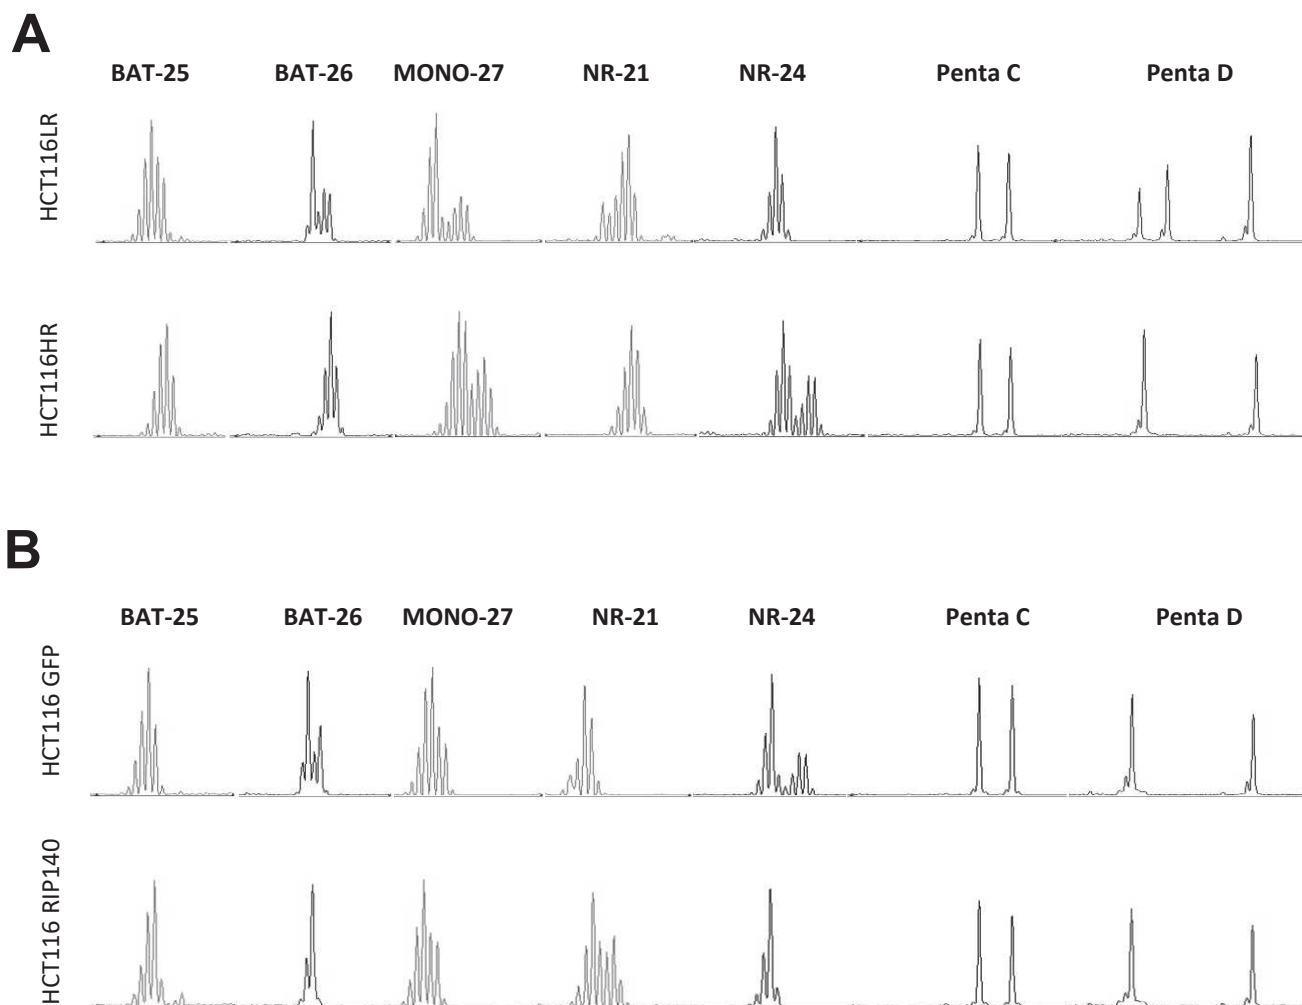 A
BAT-25 BAT-26 MONO-27 NR-21 NR-24 Penta C Penta D
HCT116LR
HCT116HR
B
BAT-25 BAT-26 MONO-27 NR-21 NR-24 Penta C Penta D
HCT116 GFP
HCT116 RIP140